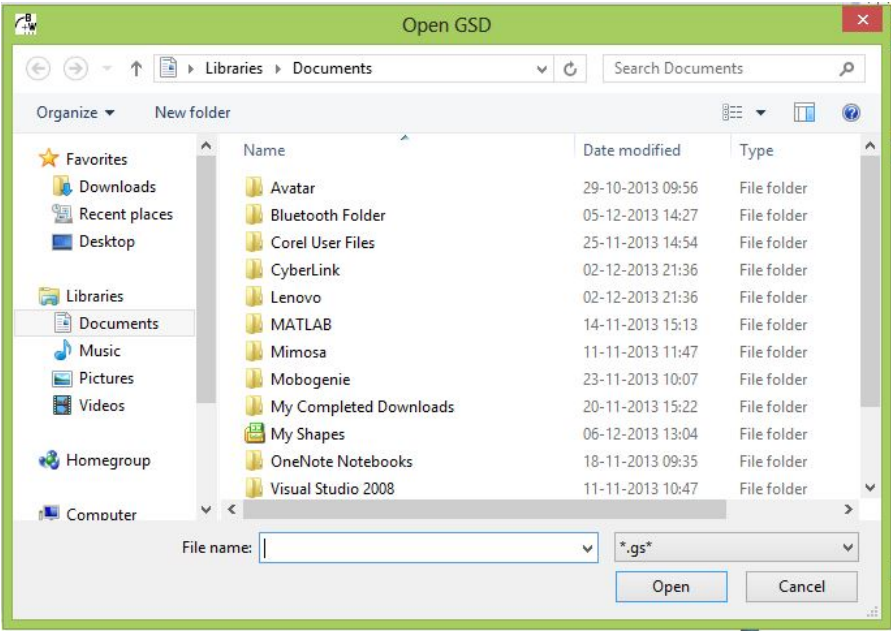 B
+W
Open GSD
Libraries Documents
Search Documents
Organize
New folder
Favorites
Downloads
Recent places
Desktop
Libraries
Documents
Music
Pictures
Videos
Homegroup
Computer
Name Date modified Type
Avatar 29-10-2013 09:56 File folder
Bluetooth Folder 05-12-2013 14:27 File folder
Corel User Files 25-11-2013 14:54 File folder
CyberLink 02-12-2013 21:36 File folder
Lenovo 02-12-2013 21:36 File folder
MATLAB 14-11-2013 15:13 File folder
Mimosa 11-11-2013 11:47 File folder
Mobogenie 23-11-2013 10:07 File folder
My Completed Downloads 20-11-2013 15:22 File folder
My Shapes 06-12-2013 13:04 File folder
OneNote Notebooks 18-11-2013 09:35 File folder
Visual Studio 2008 11-11-2013 10:47 File folder
File name: *.gs*
Open Cancel